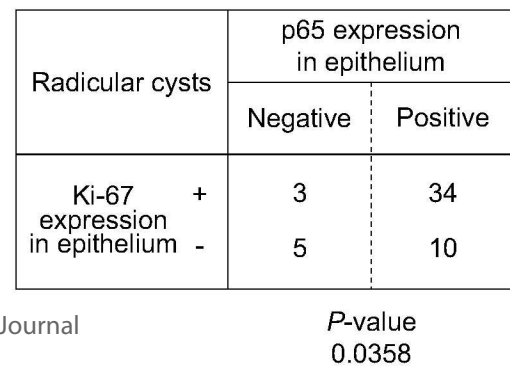 Radicular cysts
p65 expression
in epithelium
Negative Positive
Ki-67 + 3 34
expression
in epithelium - 5 10
Journal
P-value
0.0358